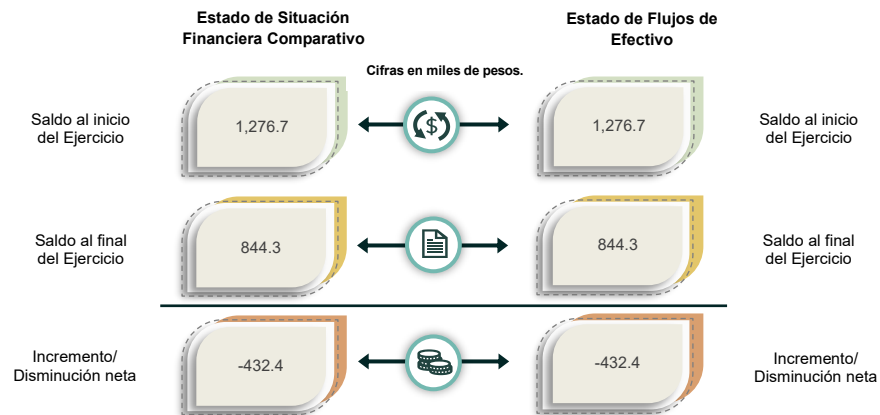 Estado de Situación
Financiera Comparativo
Estado de Flujos de
Efectivo
Cifras en miles de pesos.
Saldo al inicio
del Ejercicio
1,276.7
$
1,276.7
Saldo al inicio
del Ejercicio
Saldo al final
del Ejercicio
844.3
844.3
Saldo al final
del Ejercicio
Incremento/
Disminución neta
-432.4
-432.4
Incremento/
Disminución neta